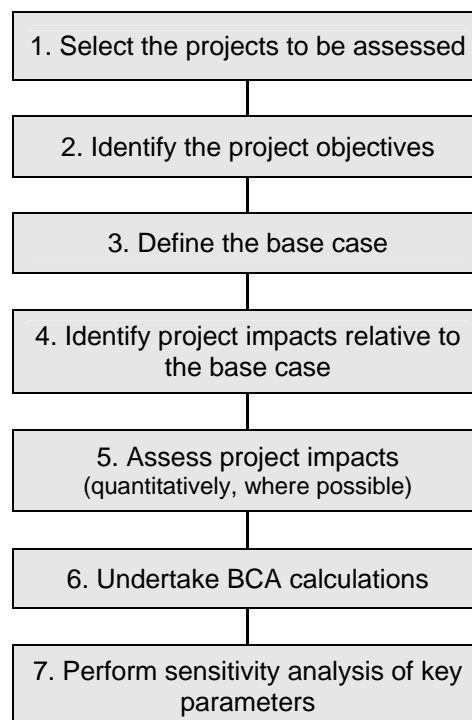 1. Select the projects to be assessed
2. Identify the project objectives
3. Define the base case
4. Identify project impacts relative to
the base case
5. Assess project impacts
(quantitatively, where possible)
6. Undertake BCA calculations
7. Perform sensitivity analysis of key
parameters